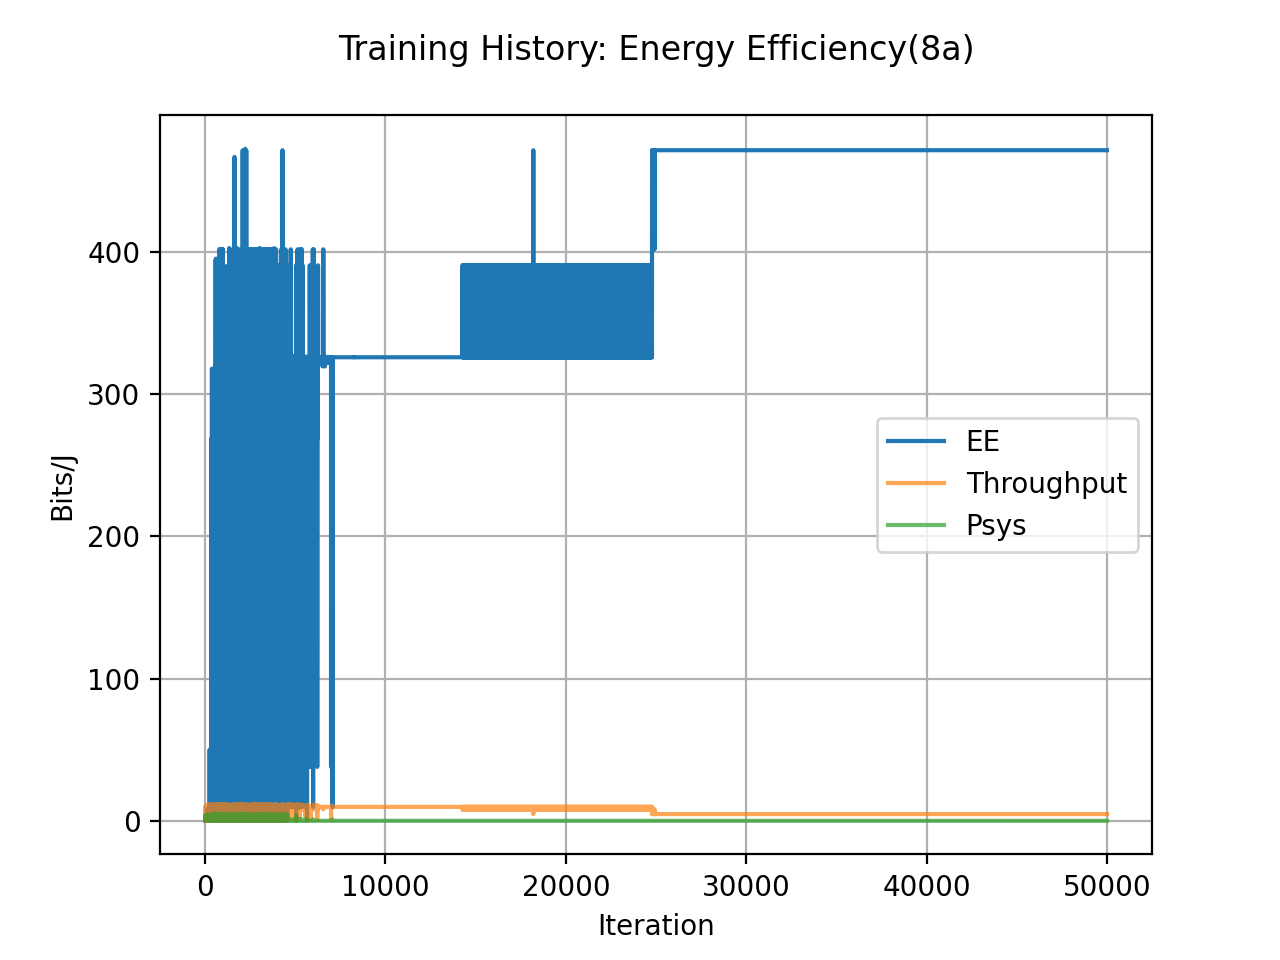 Training History: Energy Efficiency(8a)
400
300
200
100
0
Bits/J
EE
Throughput
Psys
0 10000 20000 30000 40000 50000
Iteration